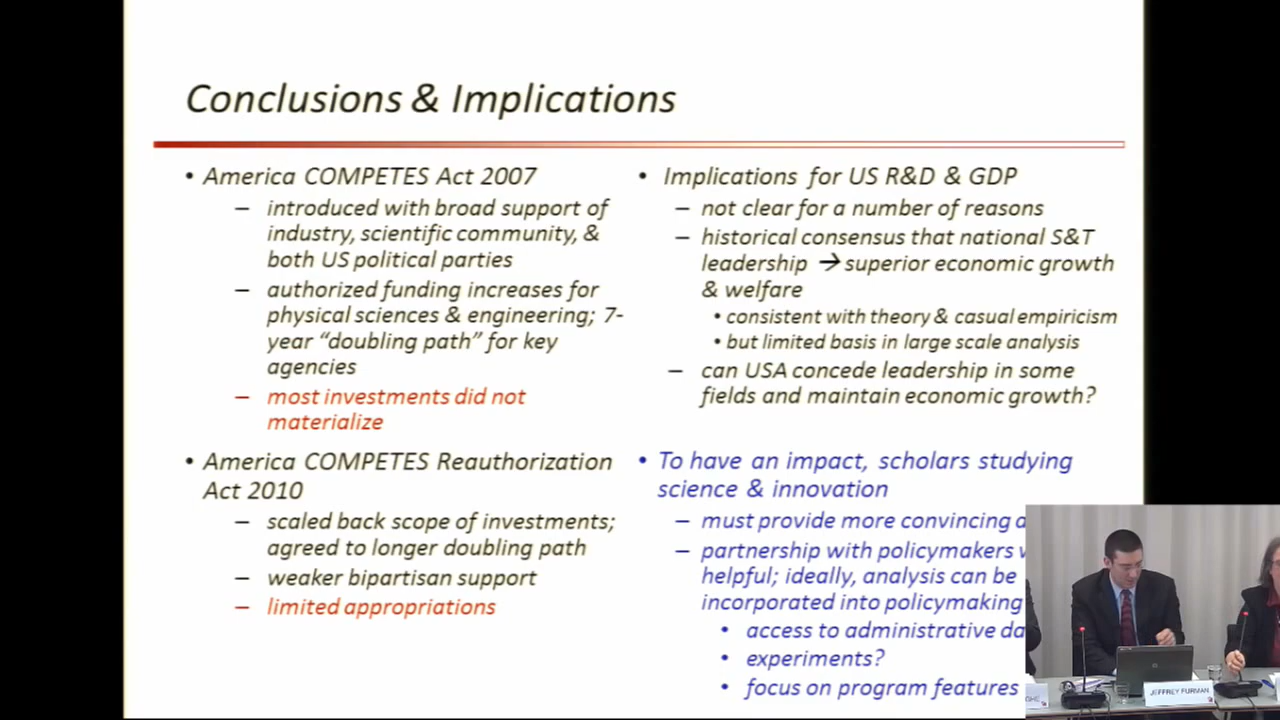 Conclusions & Implications
• America COMPETES Act 2007
– introduced with broad support of
industry, scientific community, &
both US political parties
– authorized funding increases for
physical sciences & engineering; 7-
year “doubling path” for key
agencies
– most investments did not
materialize
• America COMPETES Reauthorization
Act 2010
– scaled back scope of investments;
agreed to longer doubling path
– weaker bipartisan support
– limited appropriations
• Implications for US R&D & GDP
– not clear for a number of reasons
– historical consensus that national S&T
leadership → superior economic growth
& welfare
• consistent with theory & casual empiricism
• but limited basis in large scale analysis
– can USA concede leadership in some
fields and maintain economic growth?
• To have an impact, scholars studying
science & innovation
– must provide more convincing
– partnership with policymakers
helpful; ideally, analysis can be
incorporated into policymaking
• access to administrative
• experiments?
• focus on program features
JEFFREY FURMAN